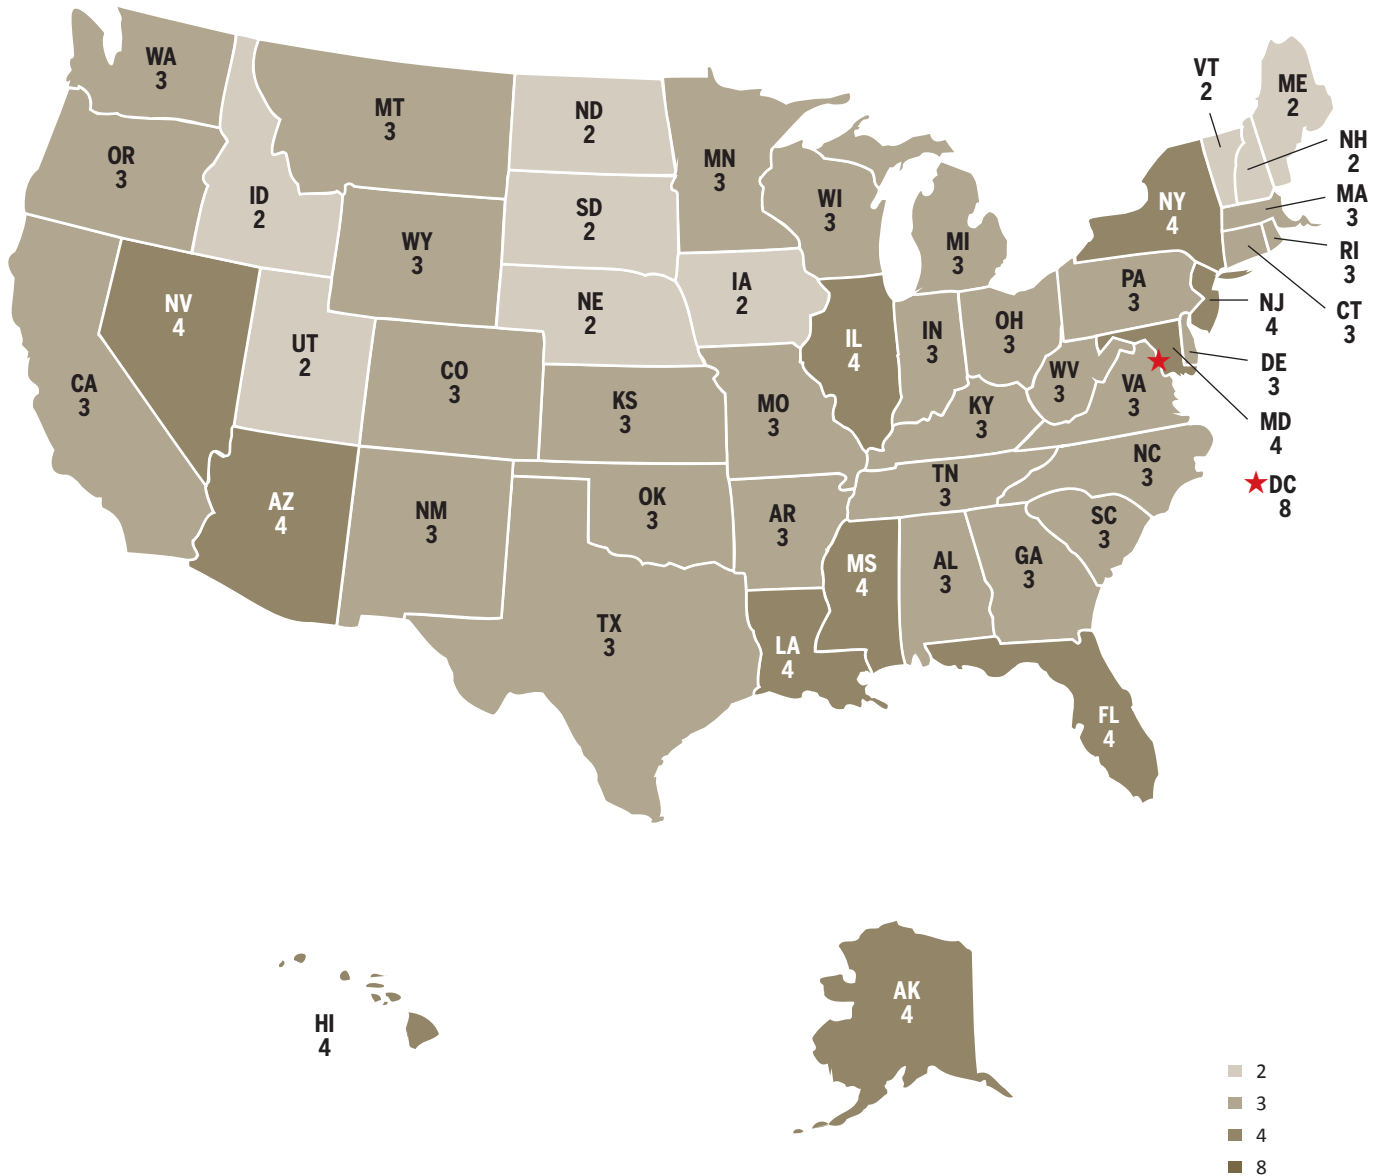 WA
3
OR
3
MT
3
ID
2
ND
2
MN
3
SD
2
WY
3
WI
3
MI
3
VT
2
ME
2
NH
2
MA
3
RI
3
CT
3
NY
4
PA
3
NJ
4
DE
3
MD
4
DC
8
NV
4
UT
2
CA
3
CO
3
NE
2
IA
2
IL
4
IN
3
OH
3
WV
3
VA
3
KY
3
KS
3
MO
3
NC
3
TN
3
SC
3
AZ
4
NM
3
OK
3
AR
3
MS
4
AL
3
GA
3
TX
3
LA
4
FL
4
HI
4
AK
4
2
3
4
8